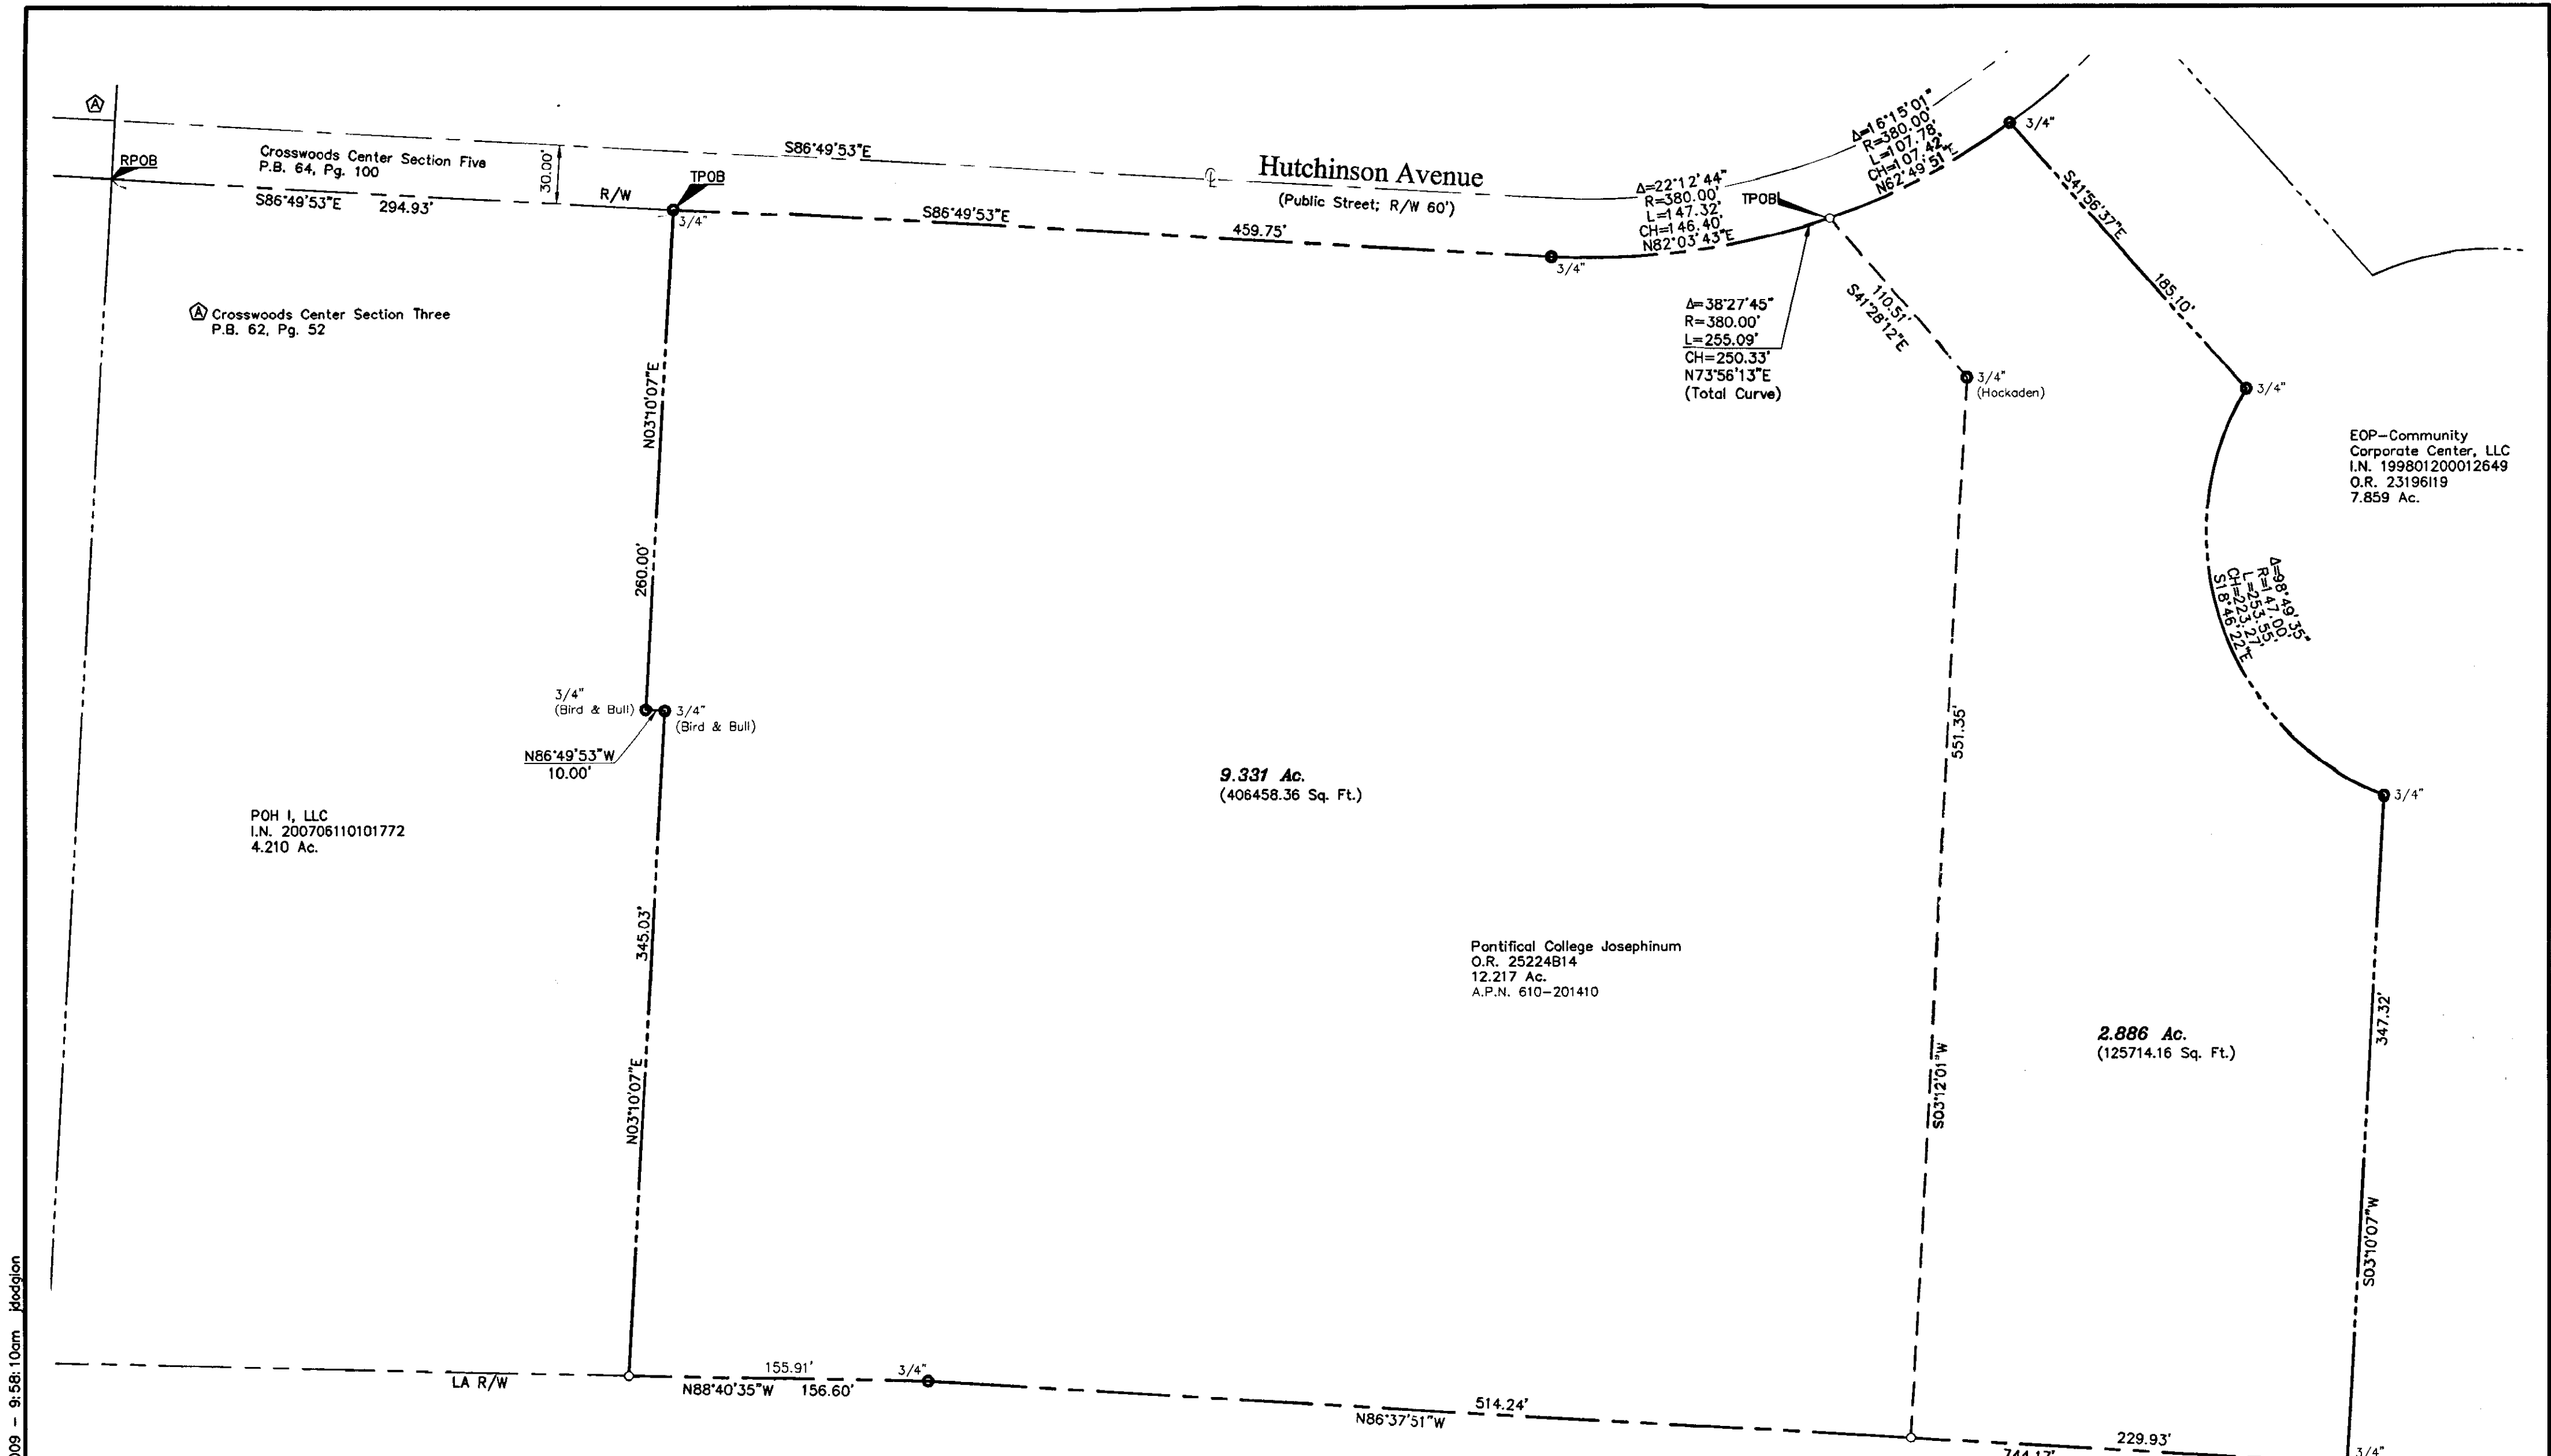 A
RPOB
Crosswoods Center Section Five
P.B. 64, Pg. 100
30.00'
S86°49'53"E
S86°49'53"E 294.93'
R/W
TPOB
3/4"
Hutchinson Avenue
(Public Street; R/W 60')
S86°49'53"E
459.75'
3/4"
Δ=22°12'44"
R=380.00'
L=147.32'
CH=146.40'
N82°03'43"E
TPOB
Δ=16°15'01"
R=380.00'
L=107.78'
CH=107.42'
N62°49'51"E
3/4"
S41°56'37"E
185.10'
3/4"
Δ=38°27'45"
R=380.00'
L=255.09'
CH=250.33'
N73°56'13"E
(Total Curve)
110.51'
S41°28'12"E
3/4"
(Hockaden)
A Crosswoods Center Section Three
P.B. 62, Pg. 52
N03°10'07"E
260.00'
EOP-Community
Corporate Center, LLC
I.N. 199801200012649
O.R. 23196I19
7.859 Ac.
Δ=98°49'35"
R=147.00'
L=253.55'
CH=223.27'
S18°46'22"E
3/4"
(Bird & Bull)
3/4"
(Bird & Bull)
N86°49'53"W
10.00'
551.35'
3/4"
9.331 Ac.
(406458.36 Sq. Ft.)
POH I, LLC
I.N. 200706110101772
4.210 Ac.
345.03'
Pontifical College Josephinum
O.R. 25224B14
12.217 Ac.
A.P.N. 610-201410
347.32'
2.886 Ac.
(125714.16 Sq. Ft.)
N03°10'07"E
S03°12'01"W
S03°10'07"W
LA R/W
155.91'
N88°40'35"W 156.60'
3/4"
514.24'
N86°37'51"W
229.93'
744.17'
3/4"
009 - 9:58:10am jdodgion